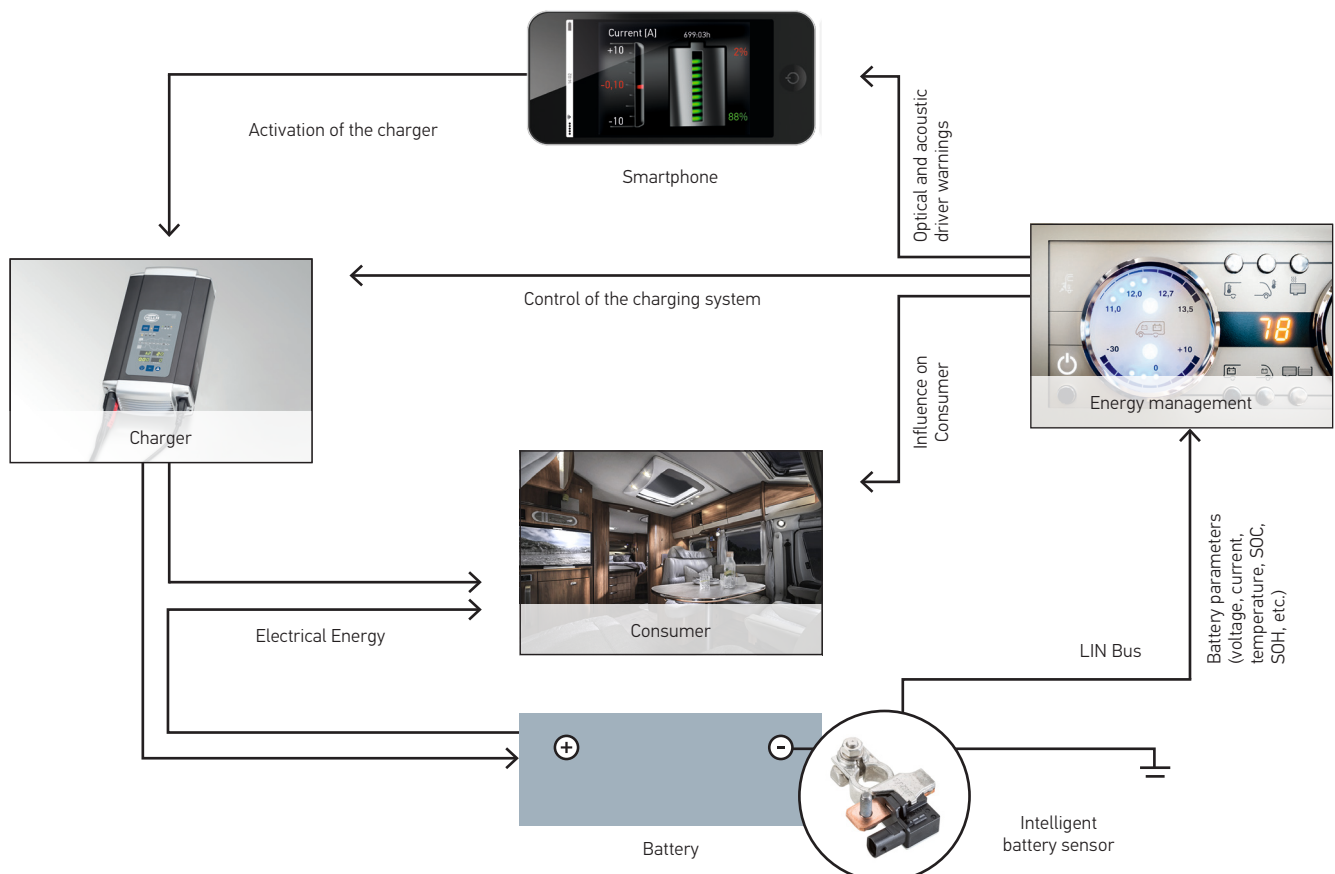 Current [A]
699:03h
+10
2%
-0,10
-10
88%
Smartphone
Activation of the charger
Optical and acoustic
driver warnings
Control of the charging system
11,0
12,0
12,7
13,5
78
-30
0
+10
Energy management
Charger
Influence on
Consumer
Consumer
Electrical Energy
LIN Bus
Battery parameters
(voltage, current,
temperature, SOC,
SOH, etc.)
+
-
Battery
Intelligent
battery sensor